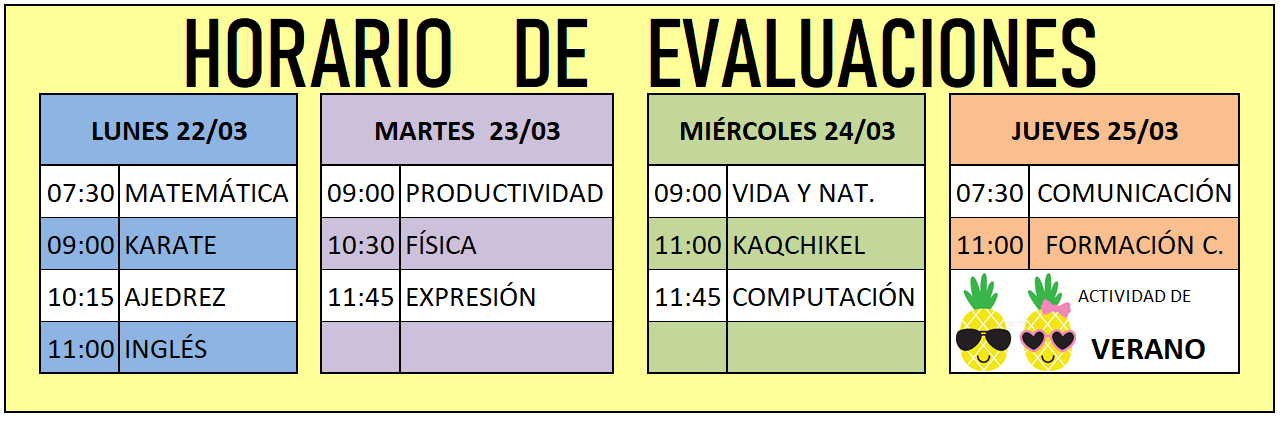 HORARIO DE EVALUACIONES
LUNES 22/03
07:30 MATEMÁTICA
09:00 KARATE
10:15 AJEDREZ
11:00 INGLÉS
MARTES 23/03
09:00 PRODUCTIVIDAD
10:30 FÍSICA
11:45 EXPRESIÓN
MIÉRCOLES 24/03
09:00 VIDA Y NAT.
11:00 KAQCHIKEL
11:45 COMPUTACIÓN
JUEVES 25/03
07:30 COMUNICACIÓN
11:00 FORMACIÓN C.
ACTIVIDAD DE
VERANO